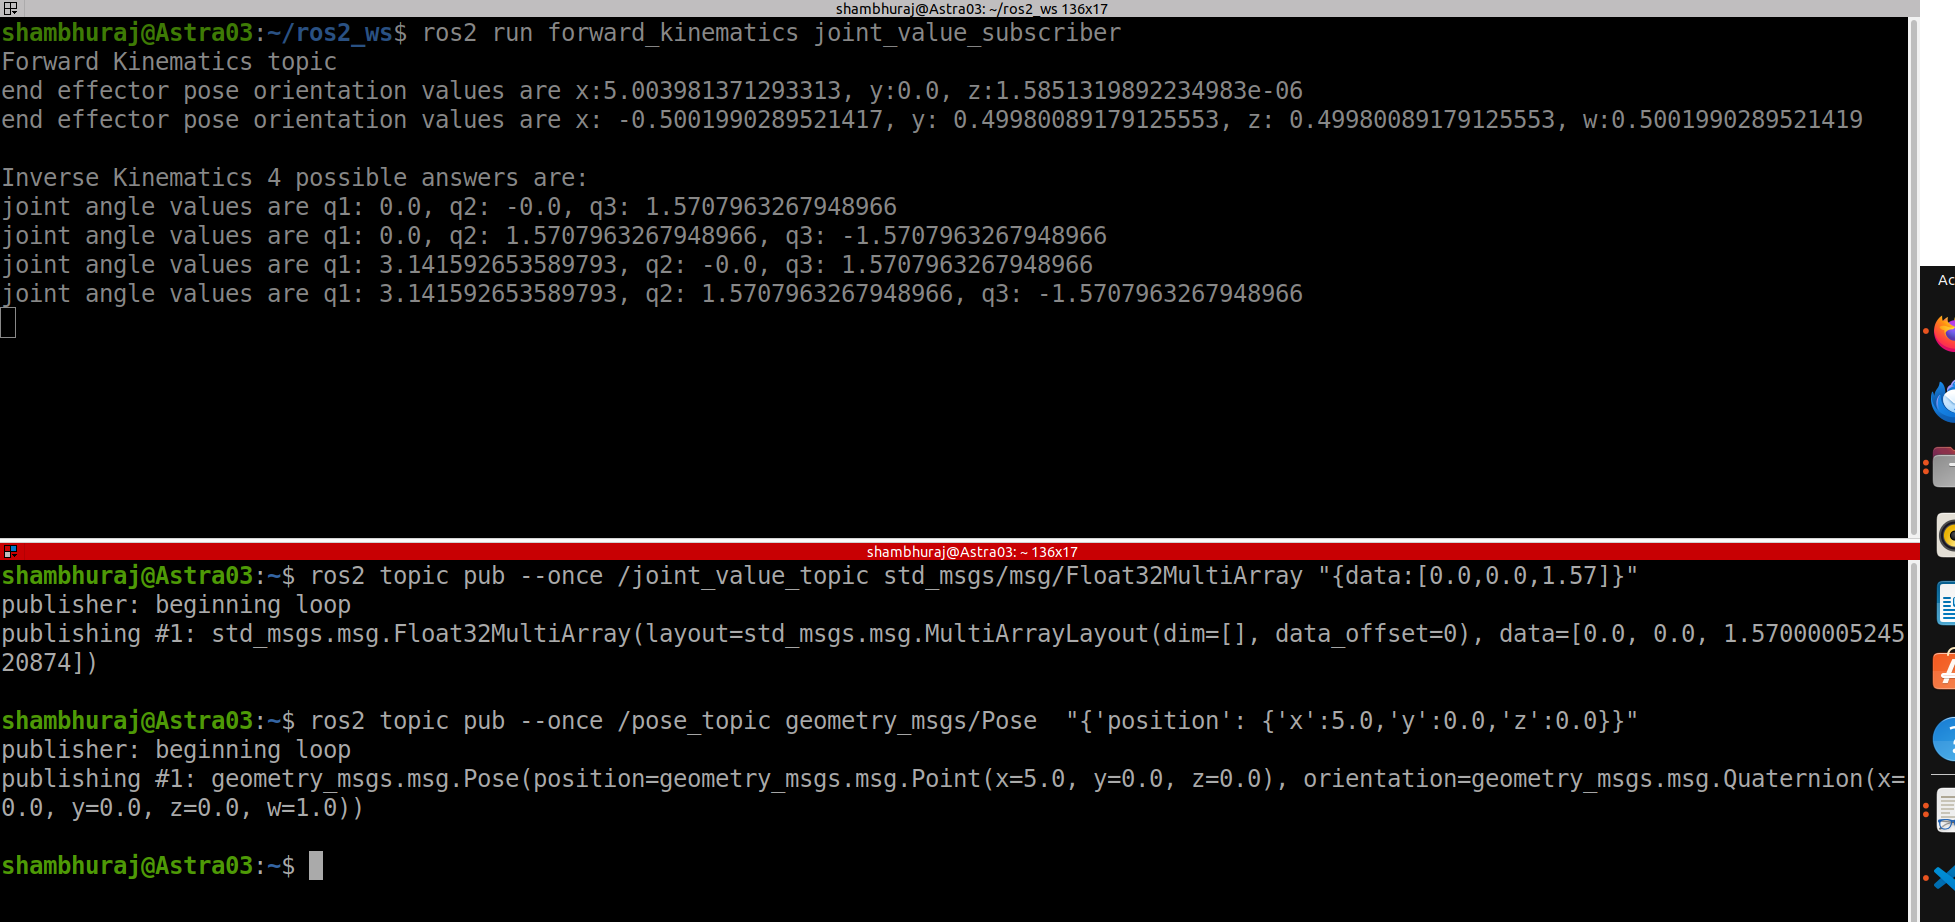 shambhuraj@Astra03: ~/ros2_ws 136x17
shambhuraj@Astra03:~/ros2_ws$ ros2 run forward_kinematics joint_value_subscriber
Forward Kinematics topic
end effector pose orientation values are x:5.003981371293313, y:0.0, z:1.5851319892234983e-06
end effector pose orientation values are x: -0.5001990289521417, y: 0.49980089179125553, z: 0.49980089179125553, w:0.5001990289521419
Inverse Kinematics 4 possible answers are:
joint angle values are q1: 0.0, q2: -0.0, q3: 1.5707963267948966
joint angle values are q1: 0.0, q2: 1.5707963267948966, q3: -1.5707963267948966
joint angle values are q1: 3.141592653589793, q2: -0.0, q3: 1.5707963267948966
joint angle values are q1: 3.141592653589793, q2: 1.5707963267948966, q3: -1.5707963267948966
Ac
shambhuraj@Astra03: ~ 136x17
shambhuraj@Astra03:~$ ros2 topic pub --once /joint_value_topic std_msgs/msg/Float32MultiArray "{data:[0.0,0.0,1.57]}"
publisher: beginning loop
publishing #1: std_msgs.msg.Float32MultiArray(layout=std_msgs.msg.MultiArrayLayout(dim=[], data_offset=0), data=[0.0, 0.0, 1.57000005245
20874])
shambhuraj@Astra03:~$ ros2 topic pub --once /pose_topic geometry_msgs/Pose  "{'position': {'x':5.0,'y':0.0,'z':0.0}}"
publisher: beginning loop
publishing #1: geometry_msgs.msg.Pose(position=geometry_msgs.msg.Point(x=5.0, y=0.0, z=0.0), orientation=geometry_msgs.msg.Quaternion(x=
0.0, y=0.0, z=0.0, w=1.0))
shambhuraj@Astra03:~$